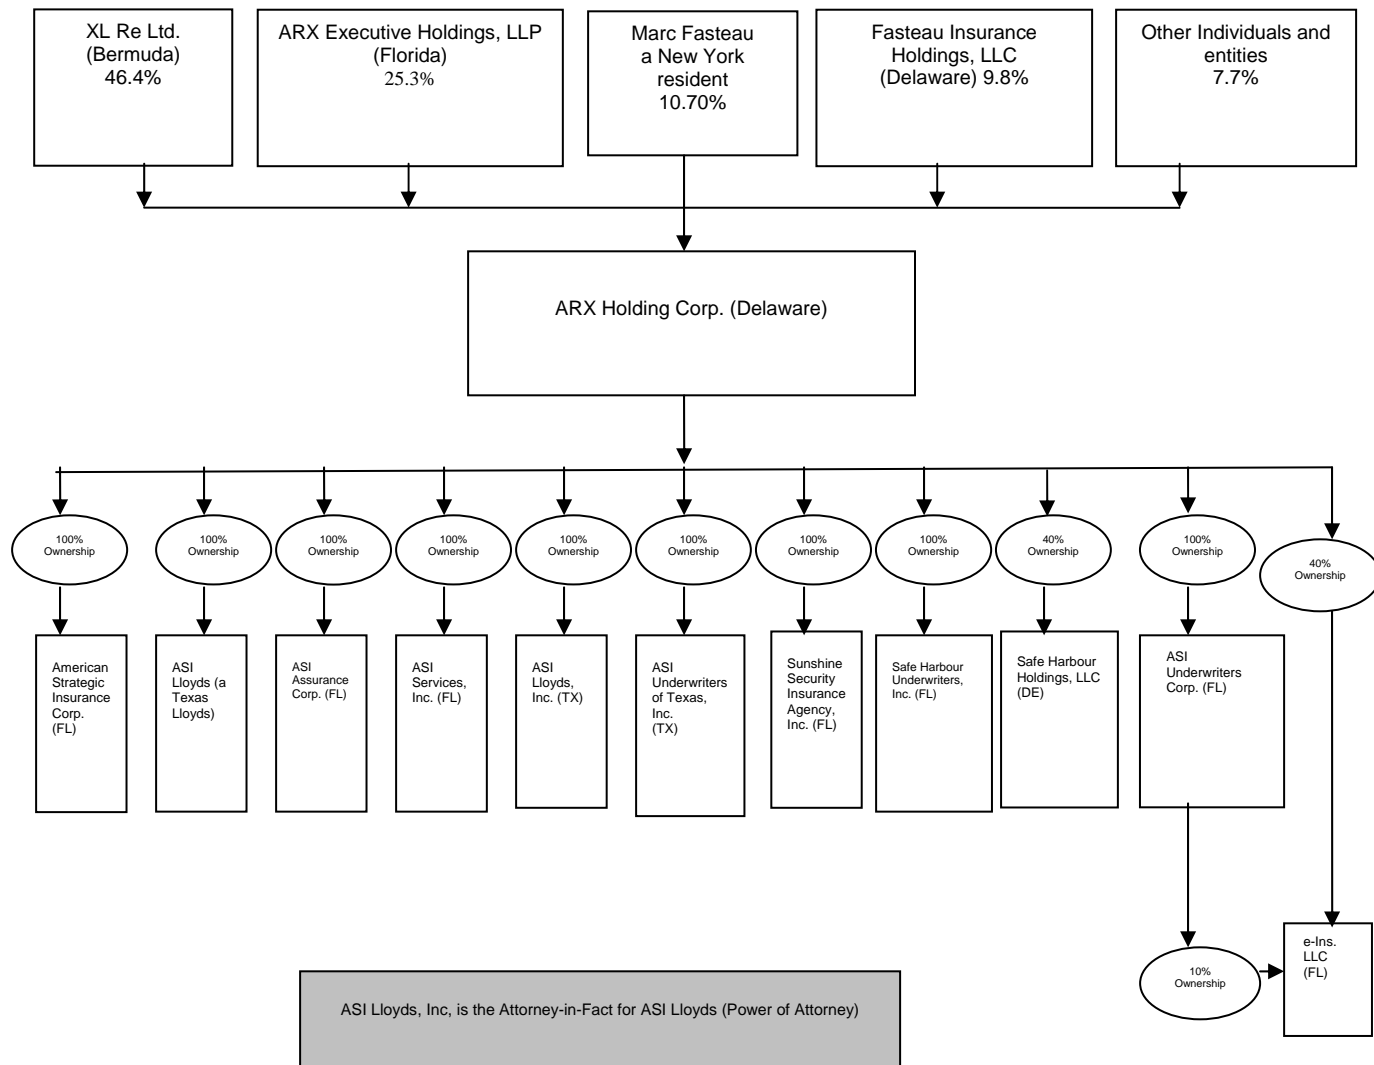 XL Re Ltd.
(Bermuda)
46.4%
ARX Executive Holdings, LLP
(Florida)
25.3%
Marc Fasteau
a New York
resident
10.70%
Fasteau Insurance
Holdings, LLC
(Delaware) 9.8%
Other Individuals and
entities
7.7%
ARX Holding Corp. (Delaware)
100%
Ownership
100%
Ownership
100%
Ownership
100%
Ownership
100%
Ownership
100%
Ownership
100%
Ownership
100%
Ownership
40%
Ownership
100%
Ownership
40%
Ownership
American
Strategic
Insurance
Corp.
(FL)
ASI
Lloyds (a
Texas
Lloyds)
ASI
Assurance
Corp. (FL)
ASI
Services,
Inc. (FL)
ASI
Lloyds,
Inc. (TX)
ASI
Underwriters
of Texas,
Inc.
(TX)
Sunshine
Security
Insurance
Agency,
Inc. (FL)
Safe Harbour
Underwriters,
Inc. (FL)
Safe Harbour
Holdings, LLC
(DE)
ASI
Underwriters
Corp. (FL)
10%
Ownership
e-Ins.
LLC
(FL)
ASI Lloyds, Inc, is the Attorney-in-Fact for ASI Lloyds (Power of Attorney)